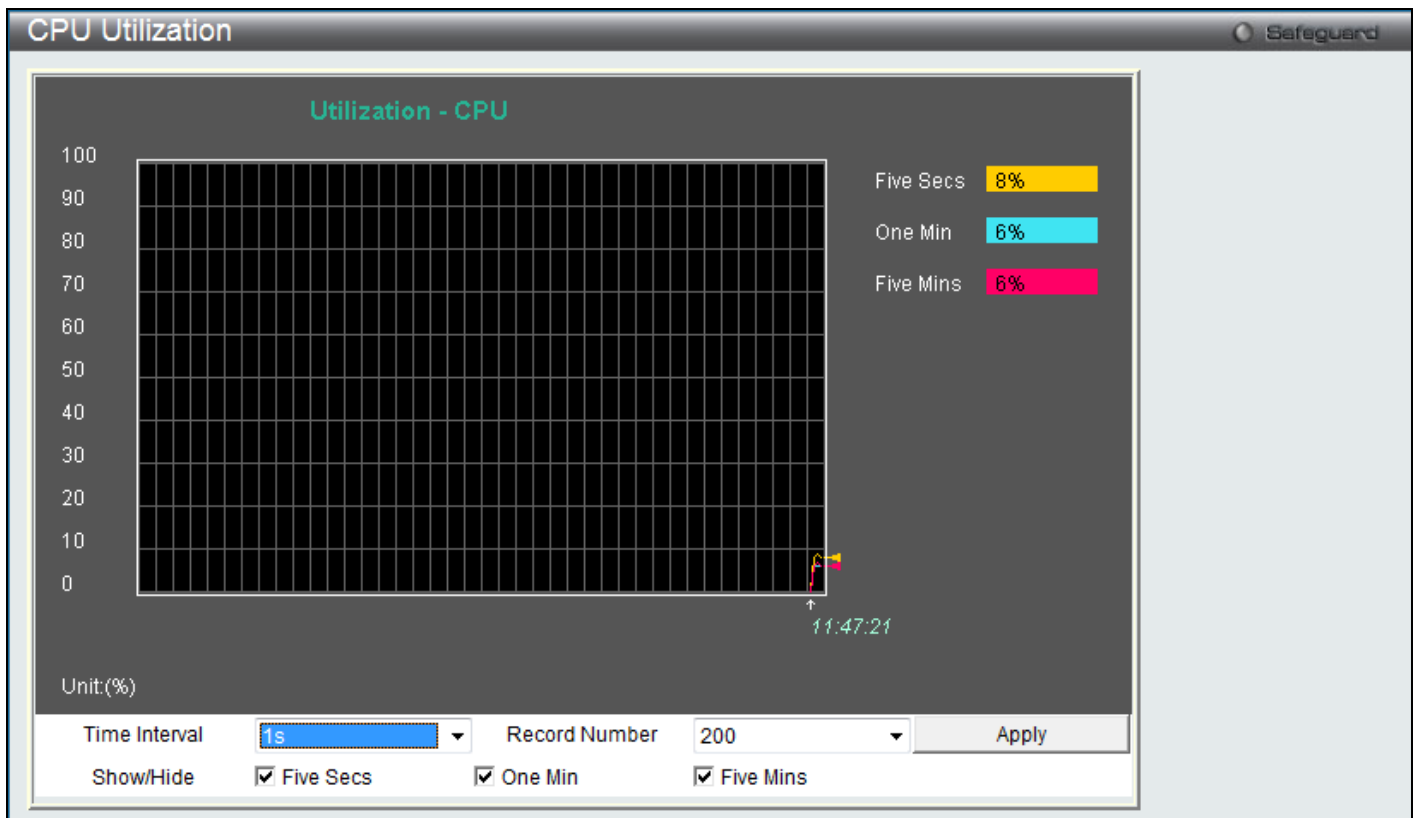 CPU Utilization
Safeguard
Utilization - CPU
100
90
80
70
60
50
40
30
20
10
0
Five Secs 8%
One Min 6%
Five Mins 6%
11:47:21
Unit:(%)
Time Interval 1s Record Number 200 Apply
Show/Hide Five Secs One Min Five Mins